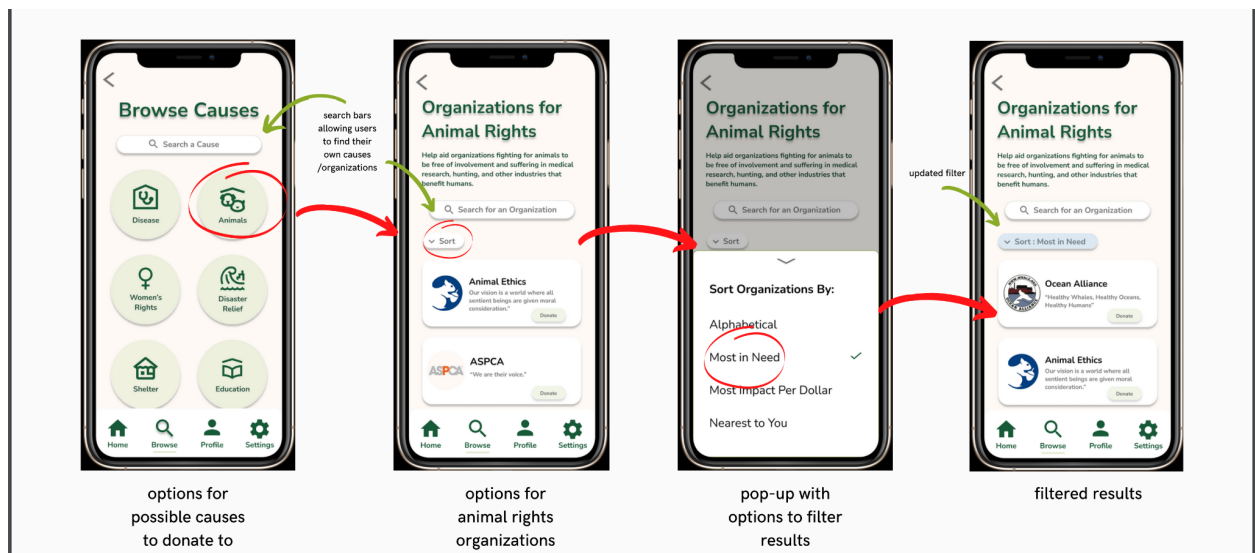 Browse Causes
Search a Cause
Disease
Animals
Women's
Rights
Disaster
Relief
Shelter
Education
Home
Browse
Profile
Settings
options for
possible causes
to donate to
search bars
allowing users
to find their
own causes
/organizations
Organizations for
Animal Rights
Help aid organizations fighting for animals to
be free of involvement and suffering in medical
research, hunting, and other industries that
benefit humans.
Search for an Organization
Sort
Animal Ethics
Our vision is a world where all
sentient beings are given moral
consideration."
Donate
ASPCA
ASPCA
"We are their voice."
Donate
Home
Browse
Profile
Settings
options for
animal rights
organizations
Organizations for
Animal Rights
Help aid organizations fighting for animals to
be free of involvement and suffering in medical
research, hunting, and other industries that
benefit humans.
Search for an Organization
Sort
Sort Organizations By:
Alphabetical
Most in Need
Most Impact Per Dollar
Nearest to You
pop-up with
options to filter
results
updated filter
Organizations for
Animal Rights
Help aid organizations fighting for animals to
be free of involvement and suffering in medical
research, hunting, and other industries that
benefit humans.
Search for an Organization
Sort : Most in Need
Ocean Alliance
"Healthy Whales, Healthy Oceans,
Healthy Humans"
Donate
Animal Ethics
Our vision is a world where all
sentient beings are given moral
consideration."
Donate
Home
Browse
Profile
Settings
filtered results